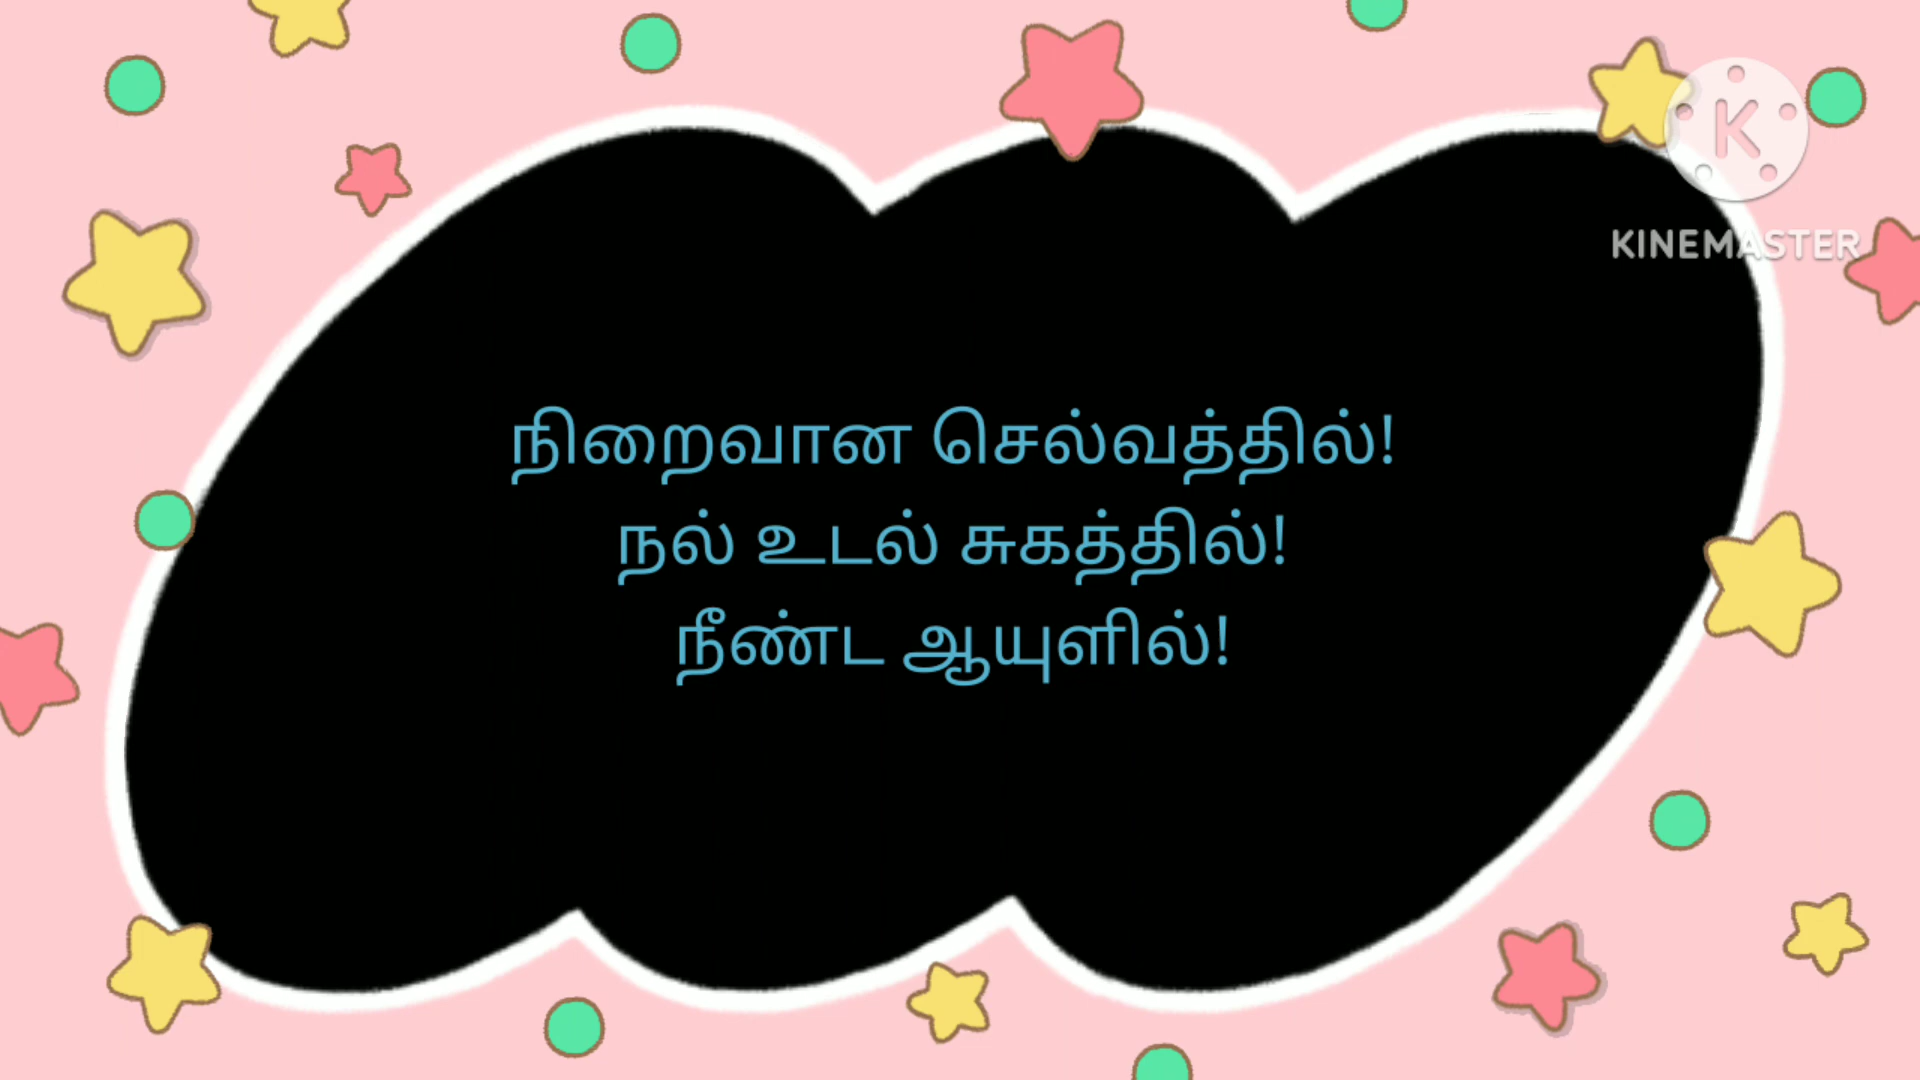 KINEMASTER
நிறைவான செல்வத்தில்!
நல் உடல் சுகத்தில்!
நீண்ட ஆயுளில்!